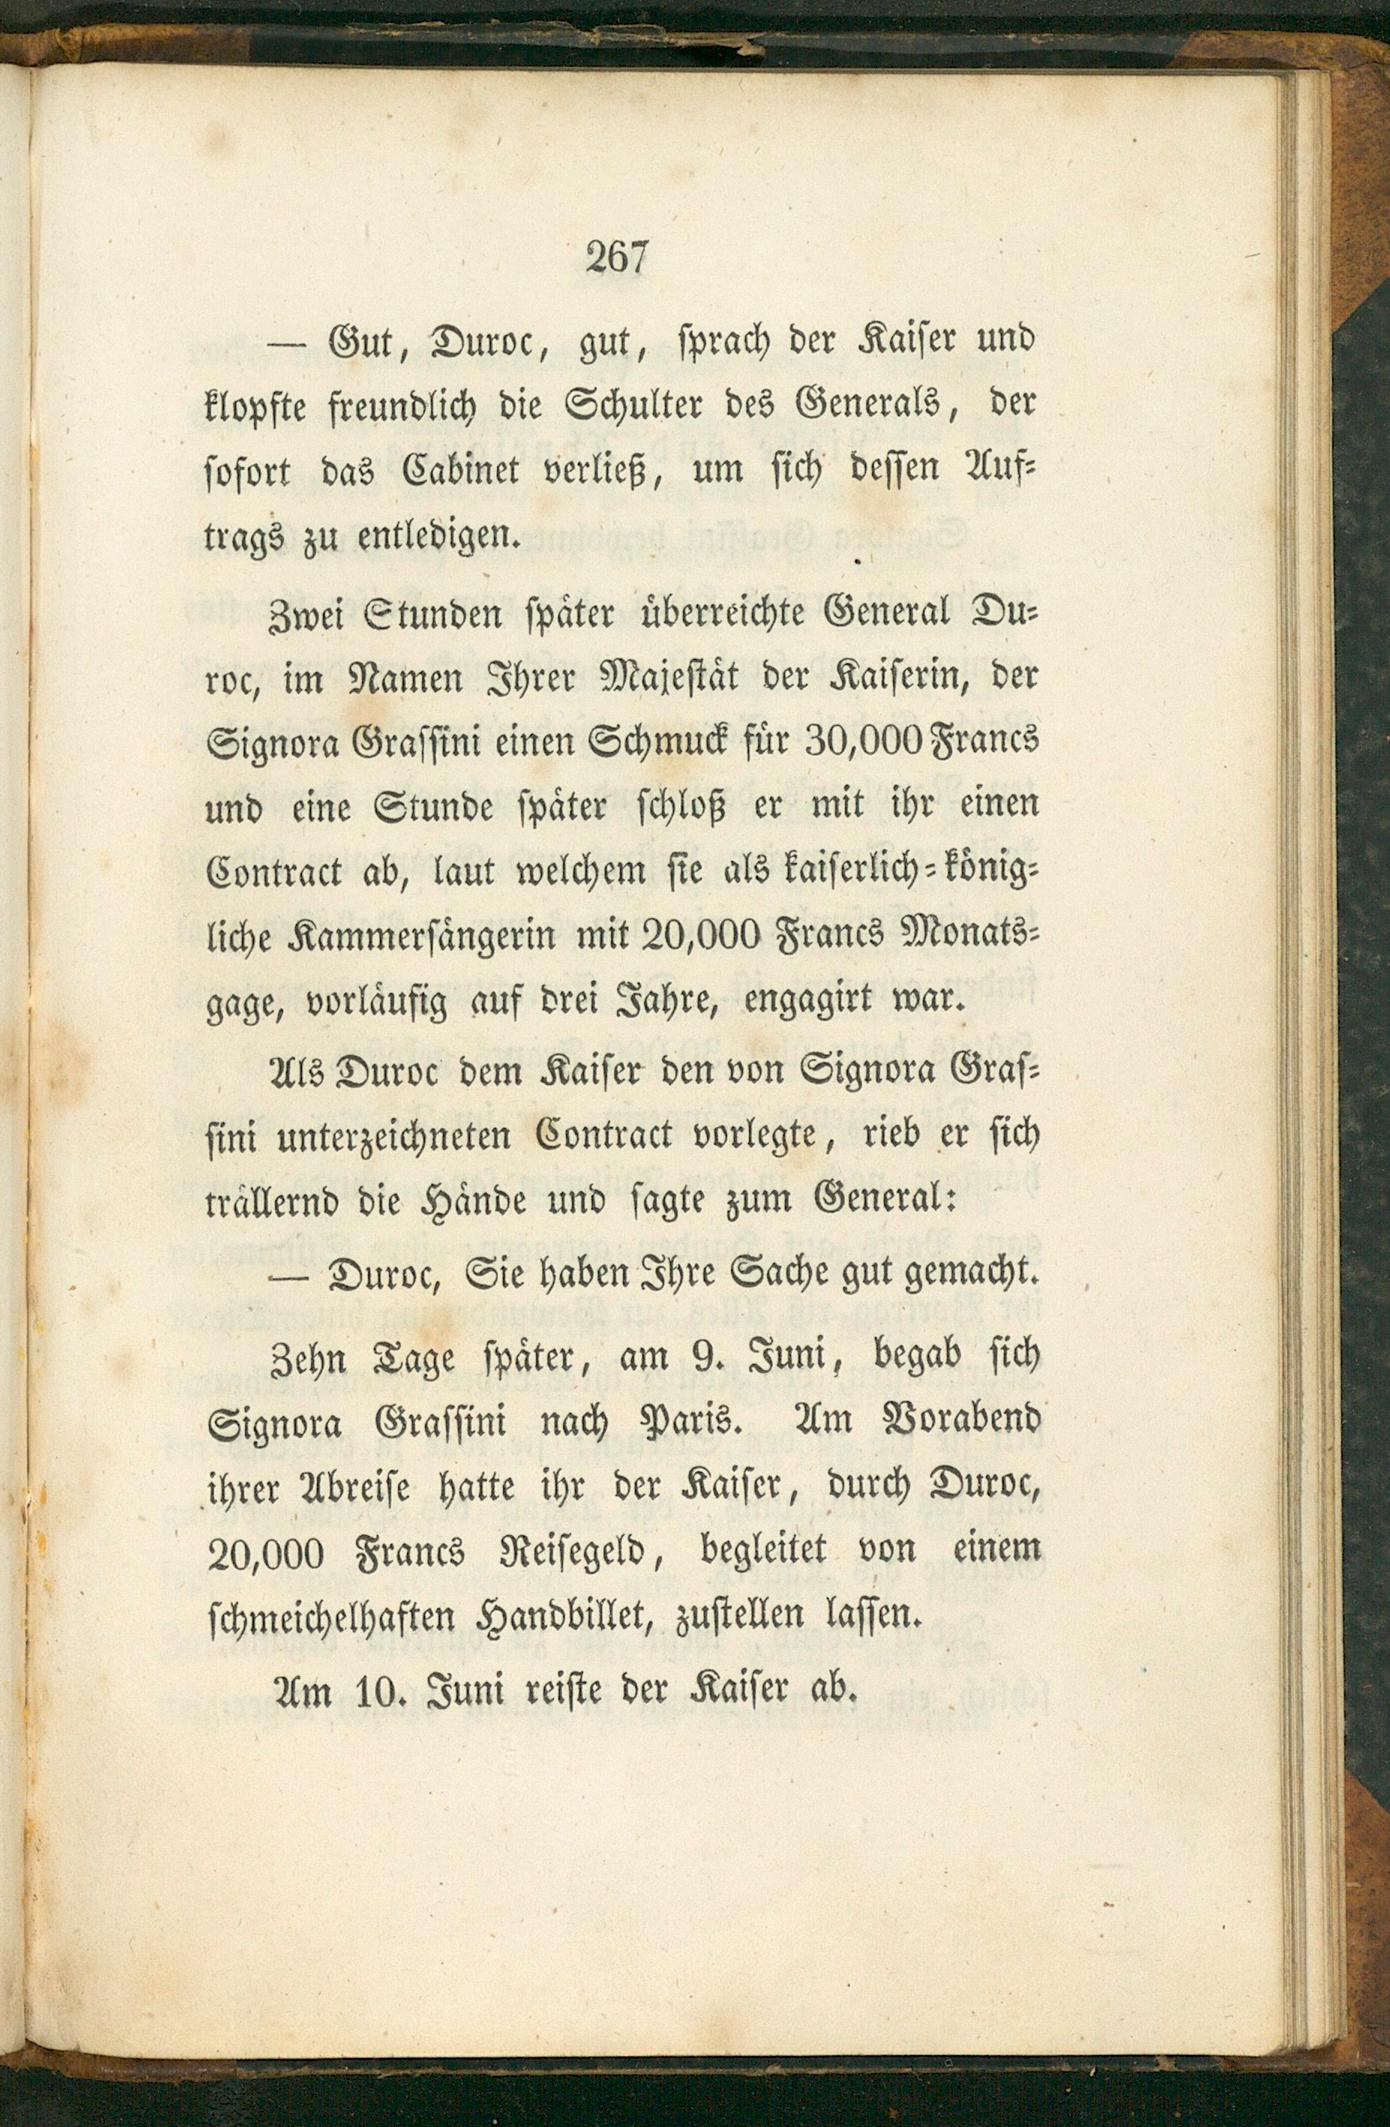 267
— Gut, Duroc, gut, sprach der Kaiser und
klopfte freundlich die Schulter des Generals, der
sofort das Cabinet verließ, um sich dessen Auf-
trags zu entledigen.
Zwei Stunden später überreichte General Du-
roc, im Namen Ihrer Majestät der Kaiserin, der
Signora Grassini einen Schmuck für 30,000 Francs
und eine Stunde später schloß er mit ihr einen
Contract ab, laut welchem sie als kaiserlich-könig-
liche Kammersängerin mit 20,000 Francs Monats-
gage, vorläufig auf drei Jahre, engagirt war.
Als Duroc dem Kaiser den von Signora Gras-
sini unterzeichneten Contract vorlegte, rieb er sich
trällernd die Hände und sagte zum General:
— Duroc, Sie haben Ihre Sache gut gemacht.
Zehn Tage später, am 9. Juni, begab sich
Signora Grassini nach Paris. Am Vorabend
ihrer Abreise hatte ihr der Kaiser, durch Duroc,
20,000 Francs Reisegeld, begleitet von einem
schmeichelhaften Handbillet, zustellen lassen.
Am 10. Juni reiste der Kaiser ab.